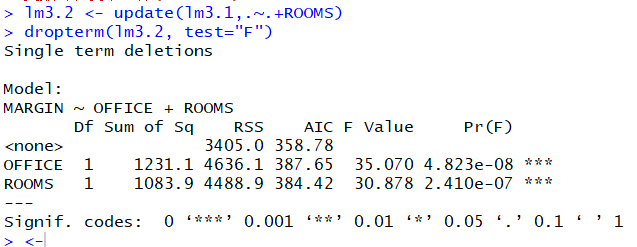 > lm3.2 <- update(lm3.1,.~.+ROOMS)
> dropterm(lm3.2, test="F")
Single term deletions

Model:
MARGIN ~ OFFICE + ROOMS
       Df Sum of Sq    RSS    AIC F Value     Pr(F)
<none>              3405.0 358.78
OFFICE  1    1231.1 4636.1 387.65  35.070 4.823e-08 ***
ROOMS   1    1083.9 4488.9 384.42  30.878 2.410e-07 ***
---
Signif. codes:  0 ‘***’ 0.001 ‘**’ 0.01 ‘*’ 0.05 ‘.’ 0.1 ‘ ’ 1
> <-